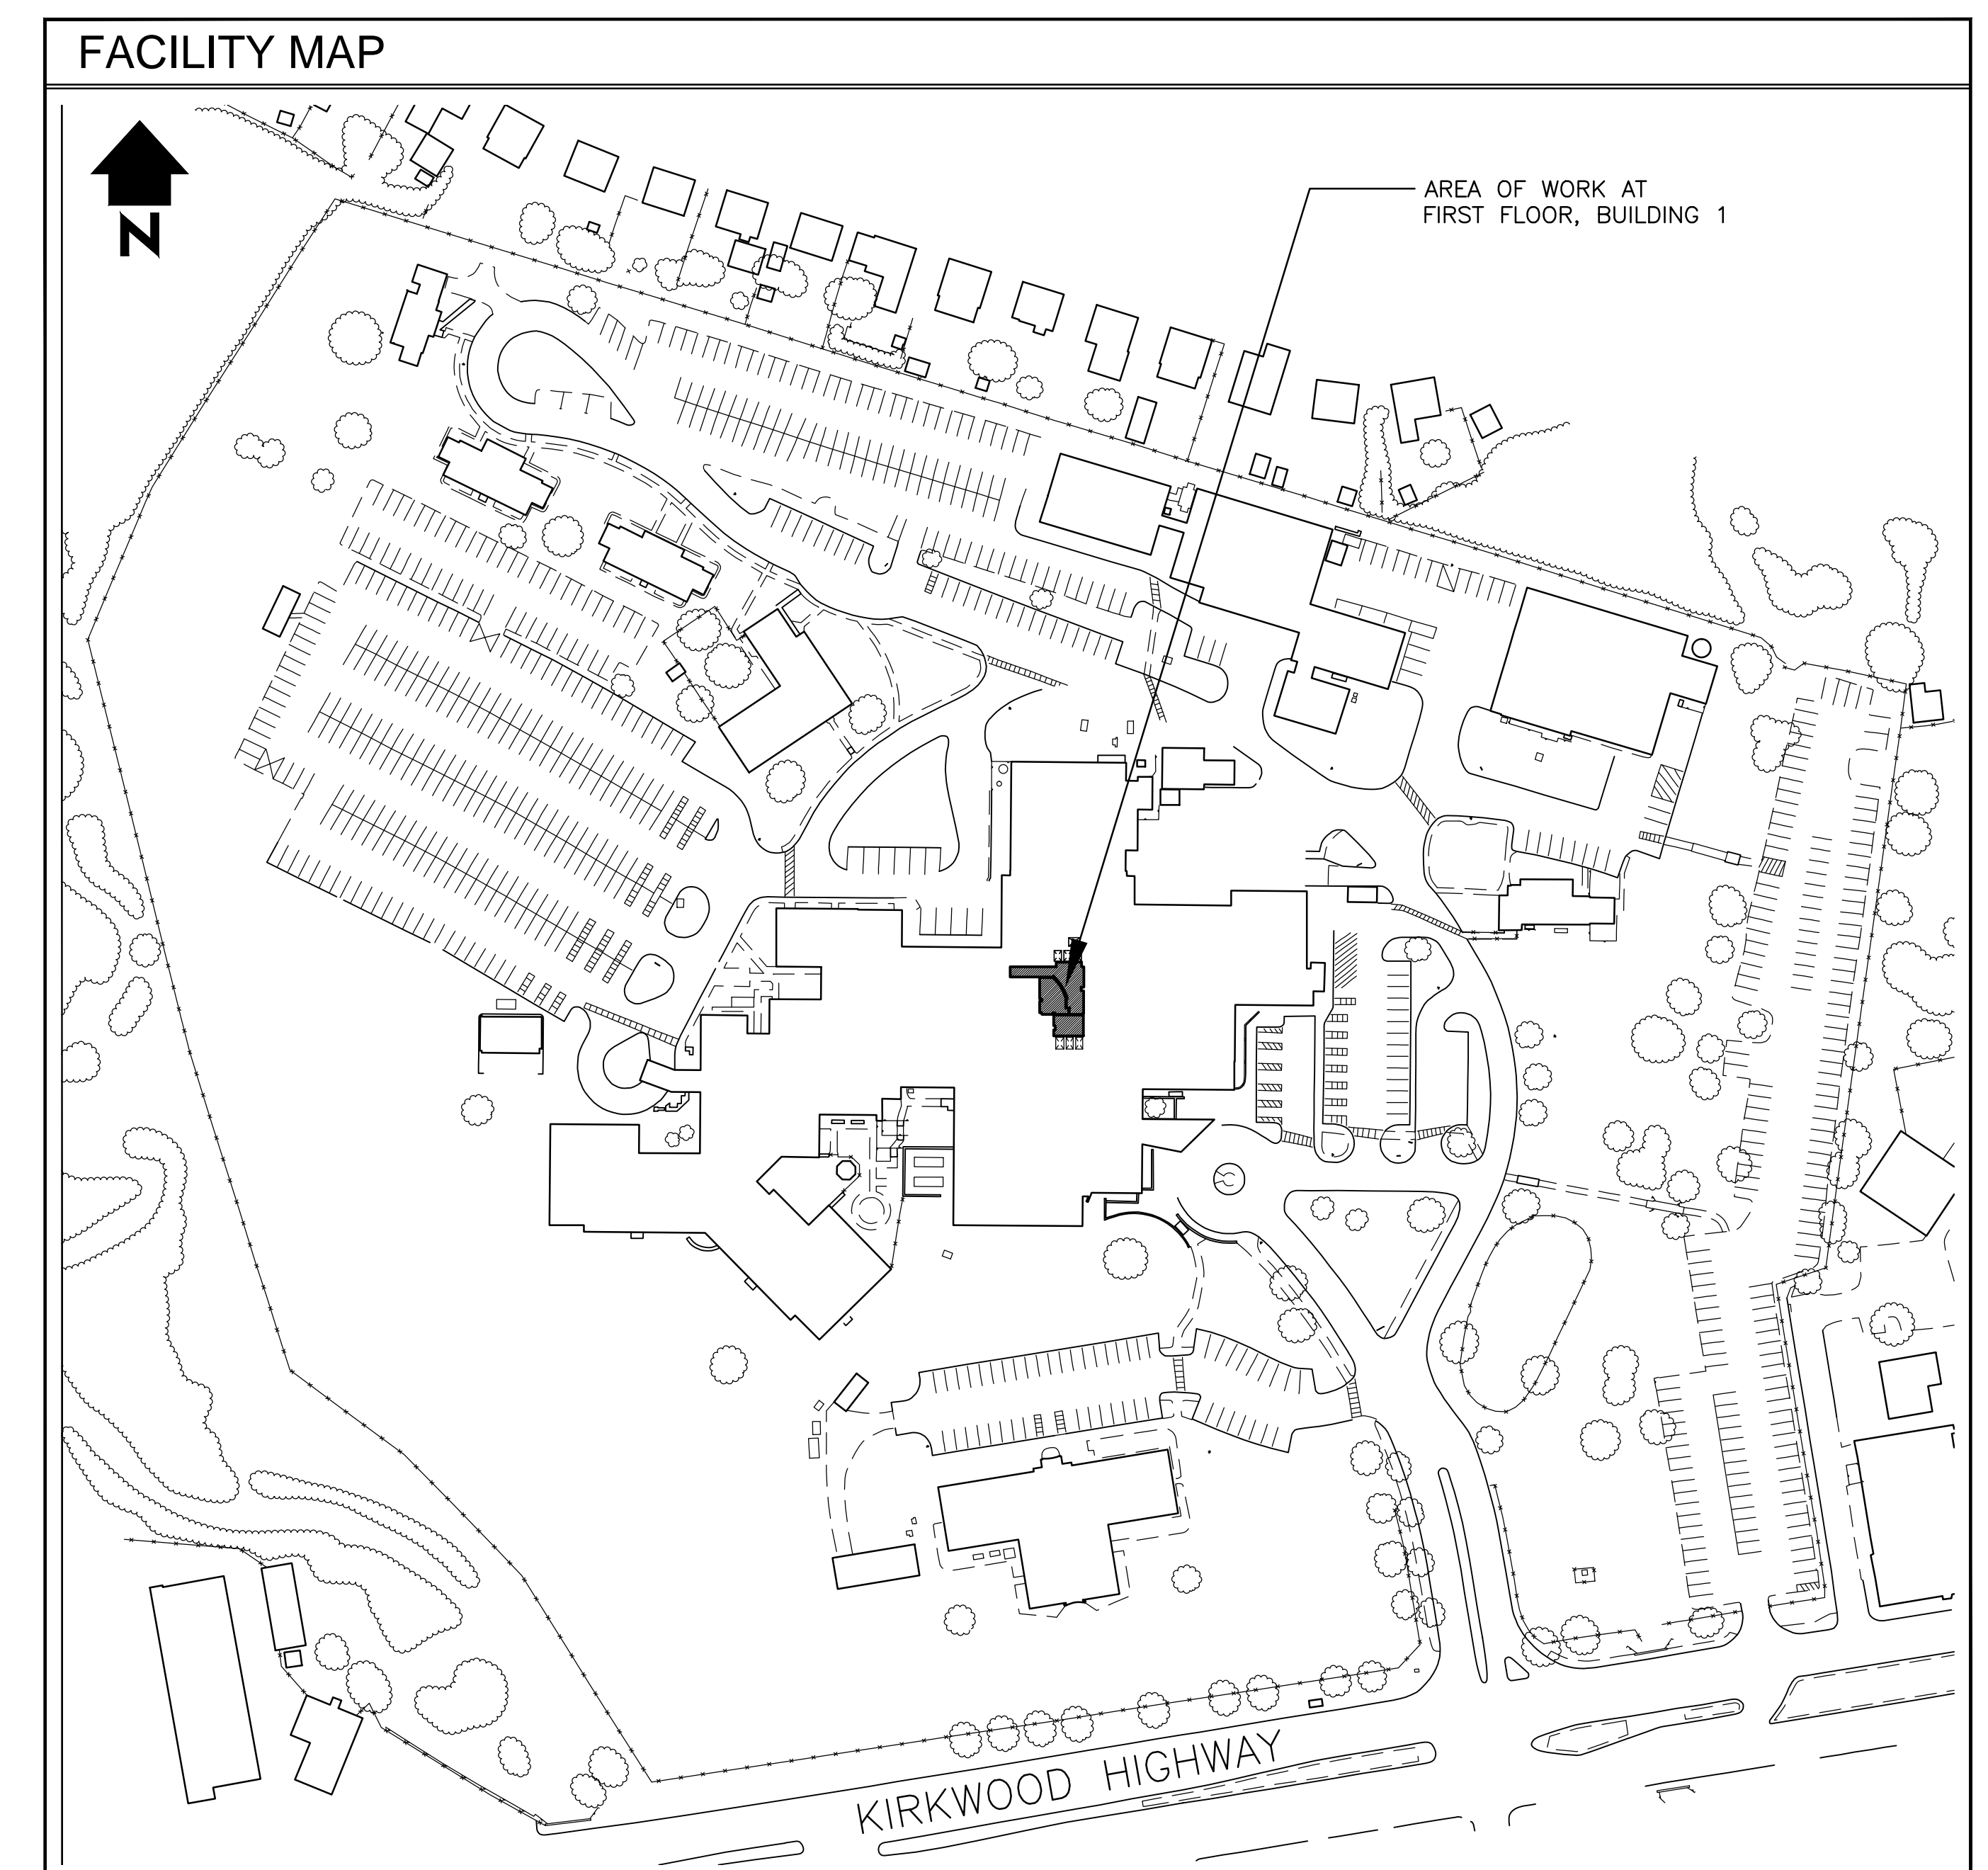 FACILITY MAP
N
AREA OF WORK AT
FIRST FLOOR, BUILDING 1
KIRKWOOD HIGHWAY